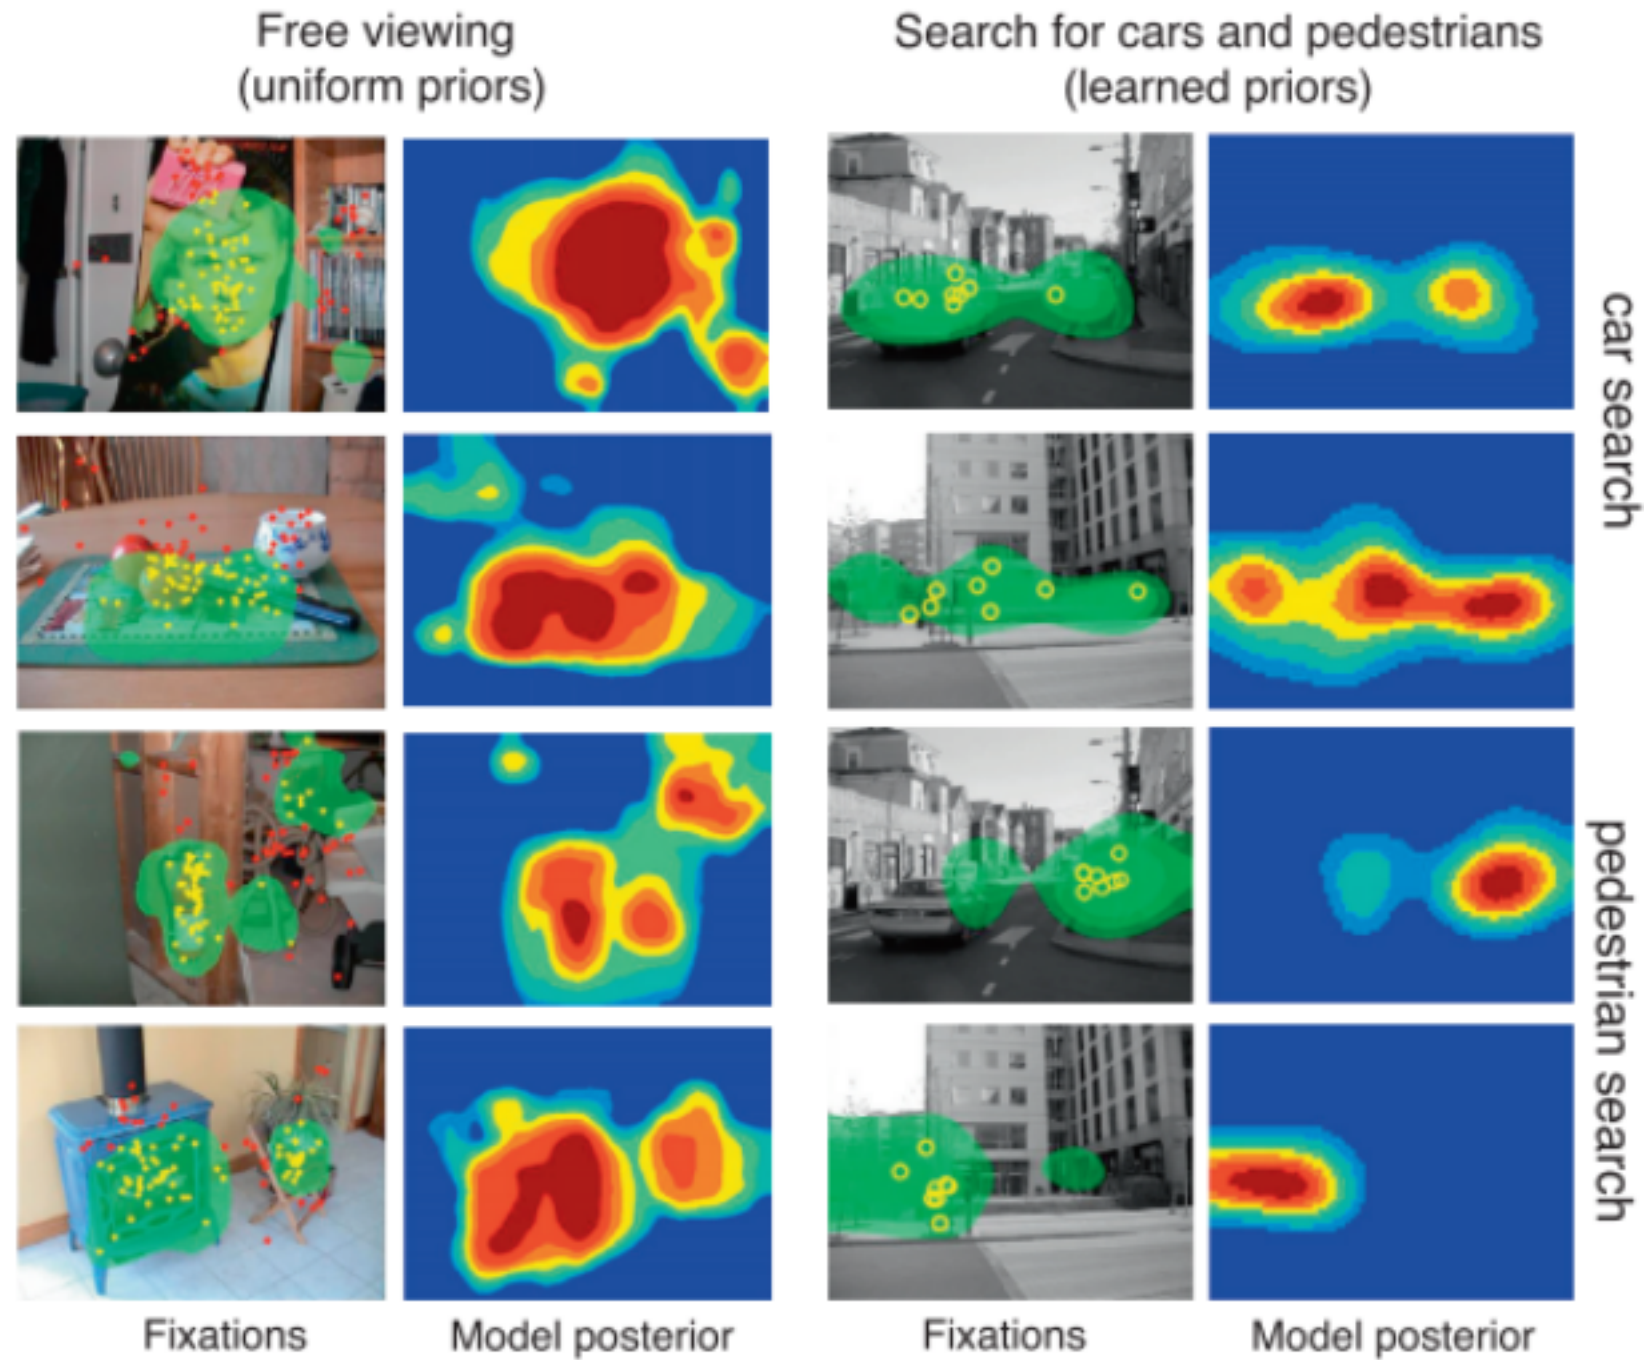 Free viewing
(uniform priors)
Search for cars and pedestrians
(learned priors)
car search
pedestrian search
Fixations
Model posterior
Fixations
Model posterior